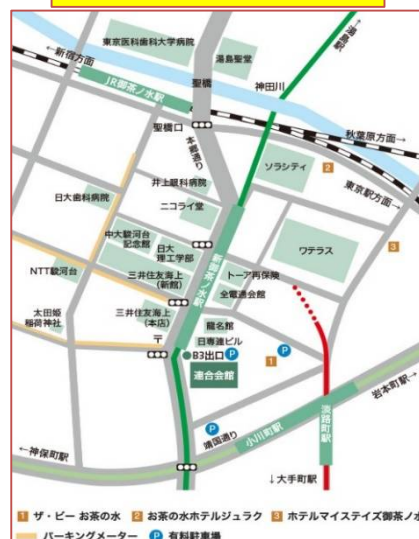 東京医科歯科大学病院
湯島聖堂
→湯島駅
←新宿方面
聖橋
神田川
JR御茶ノ水駅
聖橋口
本郷通り
秋葉原方面→
ソラシティ
2
東京駅方面→
井上眼科病院
日大歯科病院
ニコライ堂
ワテラス
3
中大駿河台
記念館
日大
理工学部
新御茶ノ水駅
NTT駿河台
三井住友海上
(新館)
トーア再保険
全電通会館
太田姫
稲荷神社
三井住友海上
(本店)
龍名館
日専連ビル
〒
B3出口
P
1
P
連合会館
P
靖国通り
小川町駅
淡路町駅
岩本町駅→
←神保町駅
↓大手町駅
1 ザ・ビー お茶の水 2 お茶の水ホテルジュラク 3 ホテルマイステイズ御茶ノ水
パーキングメーター P 有料駐車場